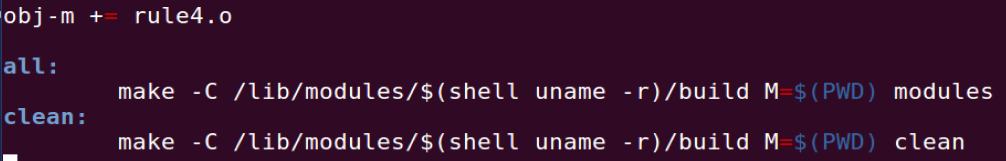 obj-m += rule4.o
all:
make -C /lib/modules/$(shell uname -r)/build M=$(PWD) modules
clean:
make -C /lib/modules/$(shell uname -r)/build M=$(PWD) clean